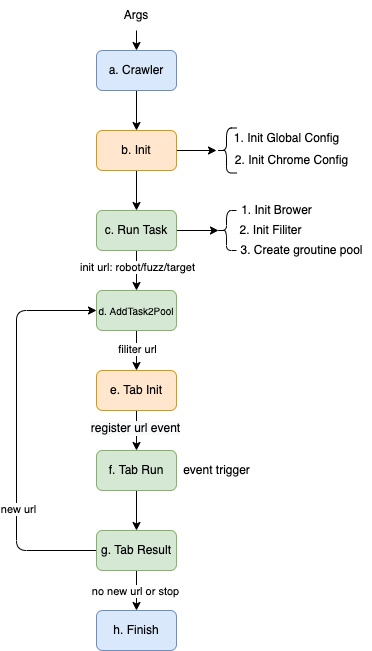 Args
a. Crawler
b. Init
1. Init Global Config
2. Init Chrome Config
c. Run Task
1. Init Brower
2. Init Filiter
3. Create groutine pool
init url: robot/fuzz/target
d. AddTask2Pool
filiter url
e. Tab Init
register url event
f. Tab Run
event trigger
new url
g. Tab Result
no new url or stop
h. Finish